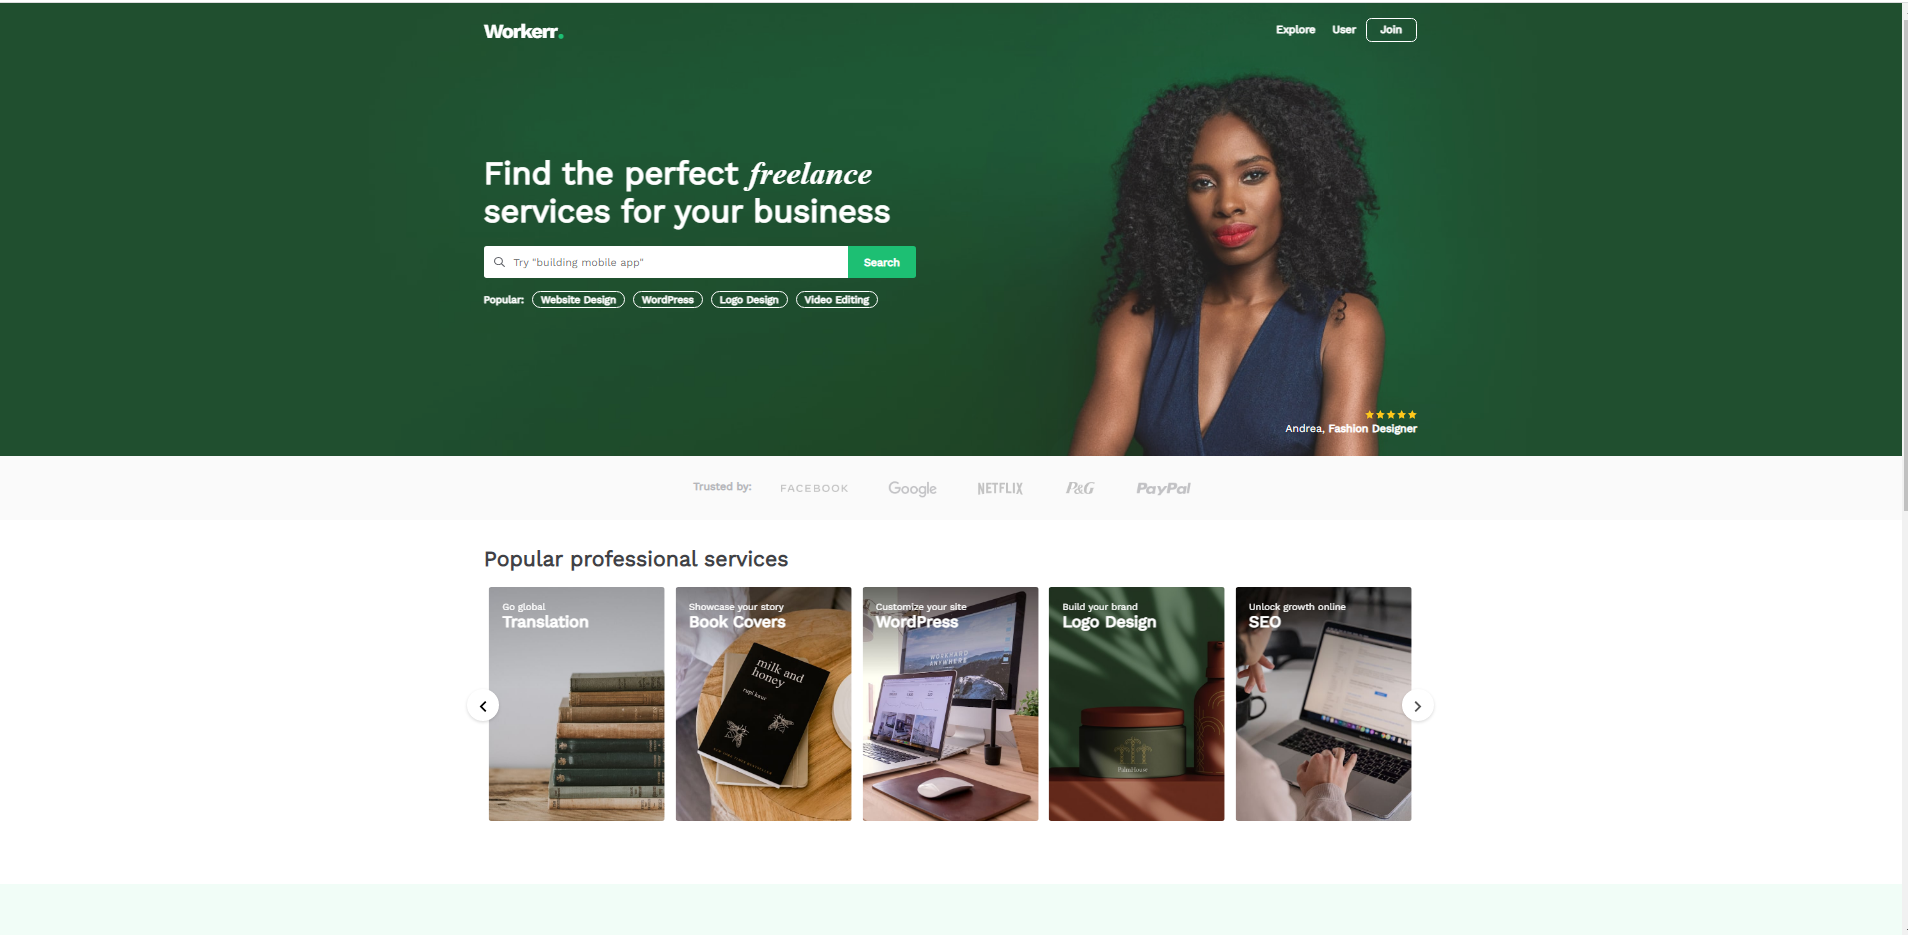 Workerr.
Explore User Join
Find the perfect freelance
services for your business
Try "building mobile app"
Search
Popular: Website Design WordPress Logo Design Video Editing
Andrea, Fashion Designer
Trusted by: FACEBOOK Google NETFLIX P&G PayPal
Popular professional services
Go global
Translation
Showcase your story
Book Covers
milk and
honey
rupi kaur
Customize your site
WordPress
WORKHARD
ANYWHERE
Build your brand
Logo Design
PalmHouse
Unlock growth online
SEO